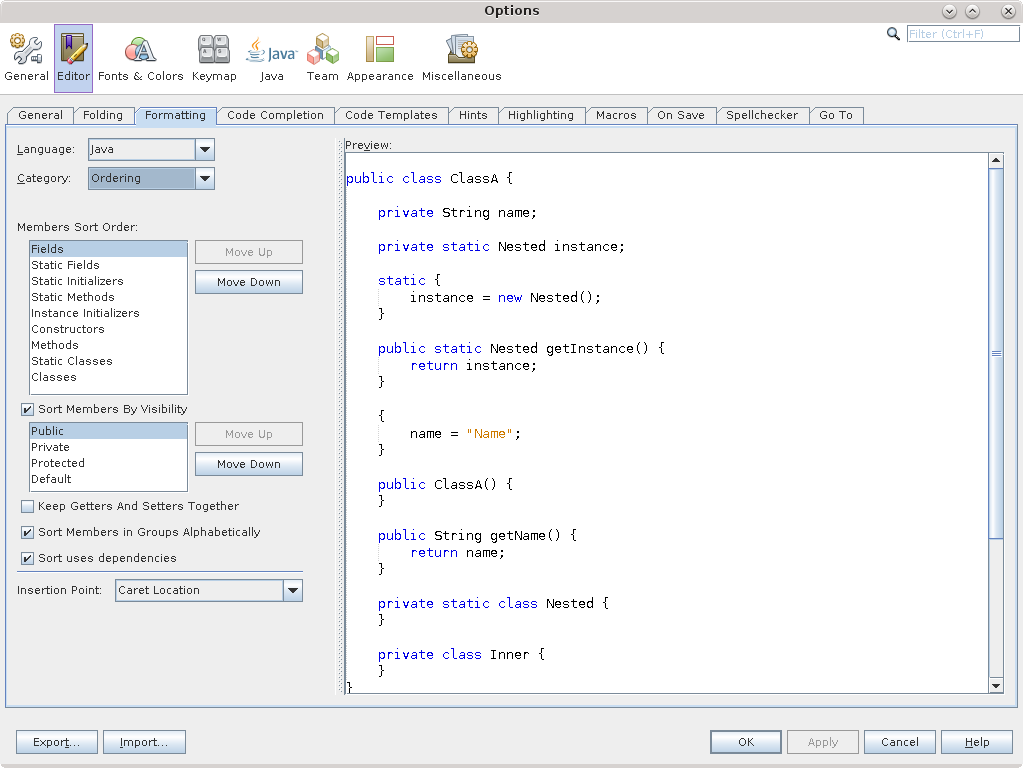 Options
Filter (Ctrl+F)
General Editor Fonts & Colors Keymap Java Team Appearance Miscellaneous
General Folding Formatting Code Completion Code Templates Hints Highlighting Macros On Save Spellchecker Go To
Language: Java
Category: Ordering
Members Sort Order:
Fields
Static Fields
Static Initializers
Static Methods
Instance Initializers
Constructors
Methods
Static Classes
Classes
Move Up
Move Down
Sort Members By Visibility
Public
Private
Protected
Default
Move Up
Move Down
Keep Getters And Setters Together
Sort Members in Groups Alphabetically
Sort uses dependencies
Insertion Point: Caret Location
Preview:
public class ClassA {
private String name;
private static Nested instance;
static {
instance = new Nested();
}
public static Nested getInstance() {
return instance;
}
{
name = "Name";
}
public ClassA() {
}
public String getName() {
return name;
}
private static class Nested {
}
private class Inner {
}
}
Export... Import... OK Apply Cancel Help